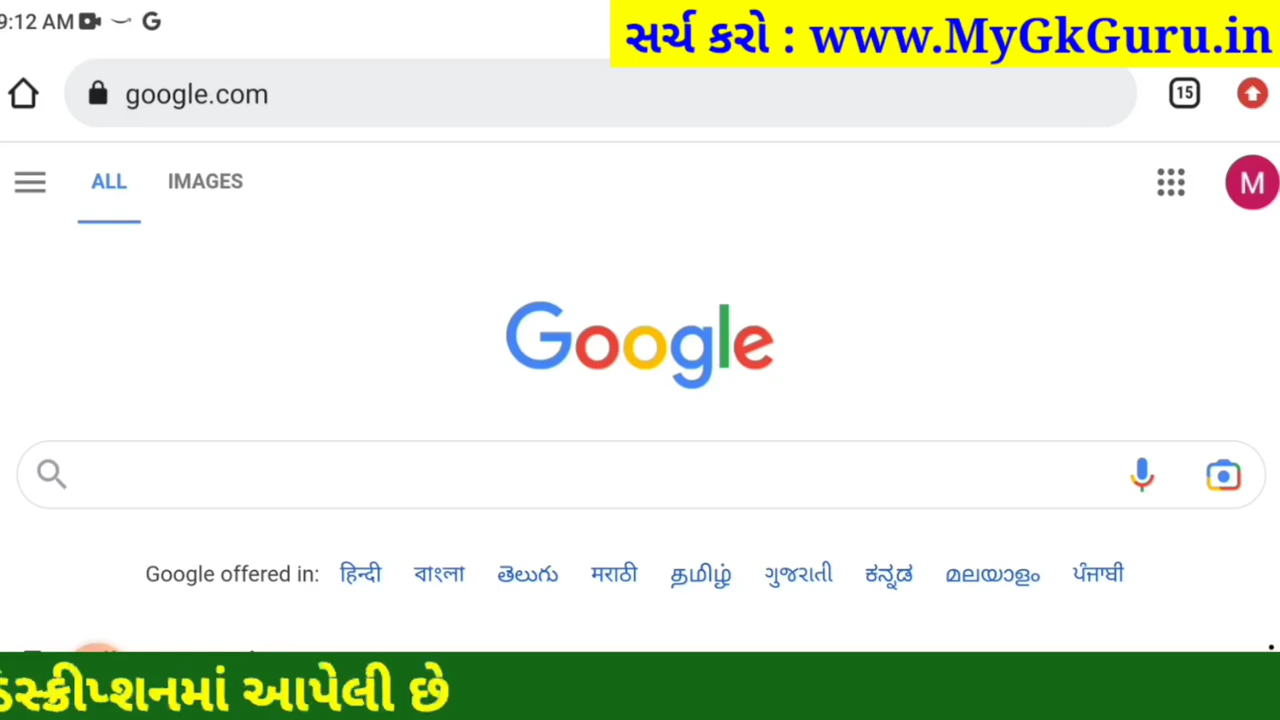 9:12 AM
સર્ચ કરો : www.MyGkGuru.in
google.com
15
ALL IMAGES
M
Google
Google offered in: हिन्दी বাংলা తెలుగు मराठी தமிழ் ગુજરાતી ಕನ್ನಡ മലയാളം ਪੰਜਾਬੀ
આપેલી છે